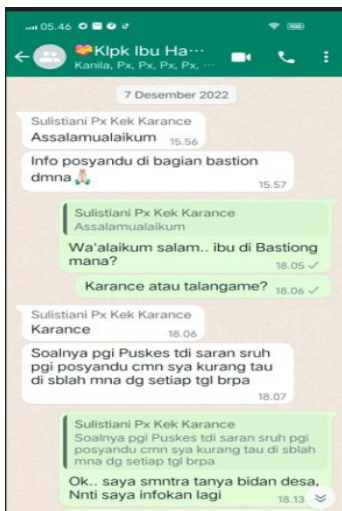 05.46
Klpk Ibu Ha...
Kanila, Px, Px, Px, Px, ...
7 Desember 2022
Sulistiani Px Kek Karance
Assalamualaikum 15.56
Info posyandu di bagian bastion
dmna 15.57
Sulistiani Px Kek Karance
Assalamualaikum
Wa'alaikum salam.. ibu di Bastiong
mana?
18.05
Karance atau talangame? 18.06
Sulistiani Px Kek Karance
Karance 18.06
Soalnya pgi Puskes tdi saran sruh
pgi posyandu cmn sya kurang tau
di sblah mna dg setiap tgl brpa
18.07
Sulistiani Px Kek Karance
Soalnya pgi Puskes tdi saran sruh pgi
posyandu cmn sya kurang tau di sblah
mna dg setiap tgl brpa
Ok.. saya smntra tanya bidan desa,
Nnti saya infokan lagi 18.13